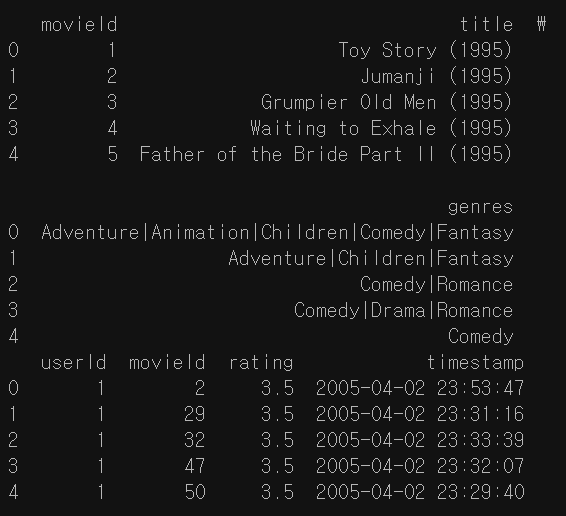 movieId                               title  ₩
0        1                    Toy Story (1995)
1        2                      Jumanji (1995)
2        3             Grumpier Old Men (1995)
3        4            Waiting to Exhale (1995)
4        5  Father of the Bride Part II (1995)
                                        genres
0  Adventure|Animation|Children|Comedy|Fantasy
1                   Adventure|Children|Fantasy
2                               Comedy|Romance
3                         Comedy|Drama|Romance
4                                       Comedy
   userId  movieId  rating            timestamp
0       1        2     3.5  2005-04-02 23:53:47
1       1       29     3.5  2005-04-02 23:31:16
2       1       32     3.5  2005-04-02 23:33:39
3       1       47     3.5  2005-04-02 23:32:07
4       1       50     3.5  2005-04-02 23:29:40